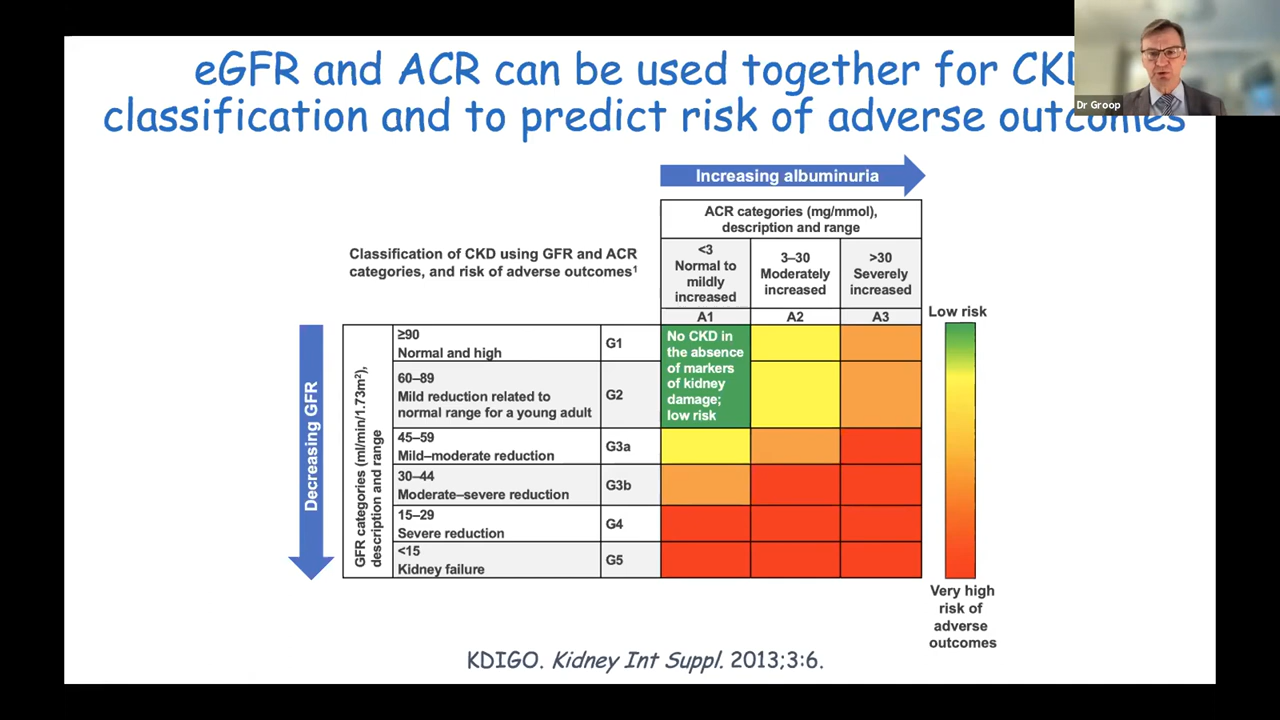 eGFR and ACR can be used together for CKD
classification and to predict risk of adverse outcomes
Dr Groop
Increasing albuminuria
ACR categories (mg/mmol),
description and range
Classification of CKD using GFR and ACR
categories, and risk of adverse outcomes¹
<3
Normal to
mildly
increased
3–30
Moderately
increased
>30
Severely
increased
A1
A2
A3
Decreasing GFR
GFR categories (ml/min/1.73m²),
description and range
≥90
Normal and high
G1
60–89
Mild reduction related to
normal range for a young adult
G2
45–59
Mild–moderate reduction
G3a
30–44
Moderate–severe reduction
G3b
15–29
Severe reduction
G4
<15
Kidney failure
G5
No CKD in
the absence
of markers
of kidney
damage;
low risk
Low risk
Very high
risk of
adverse
outcomes
KDIGO. Kidney Int Suppl. 2013;3:6.